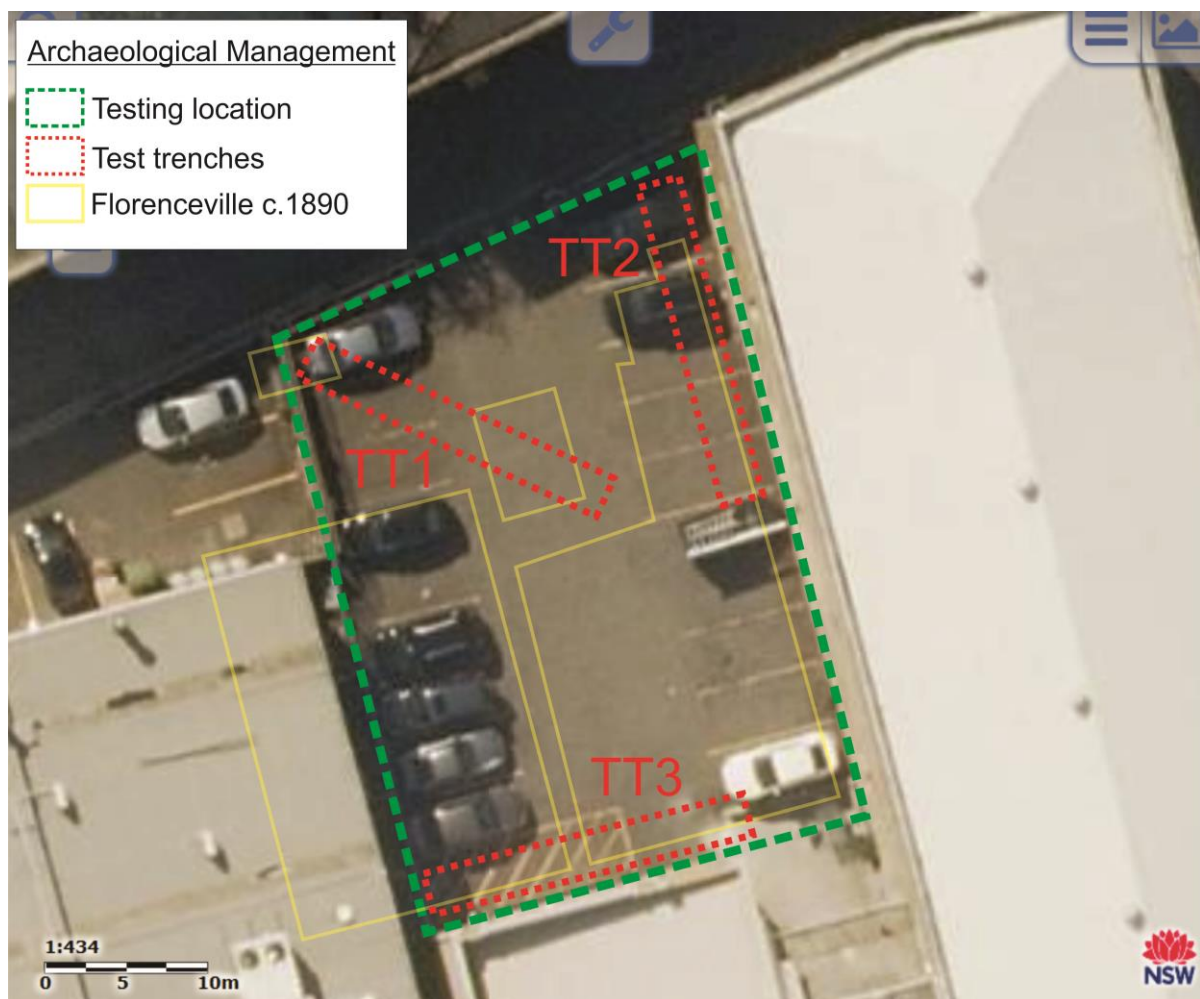 Archaeological Management
Testing location
Test trenches
Florenceville c.1890
TT2
TT1
TT3
1:434
0 5 10m
NSW